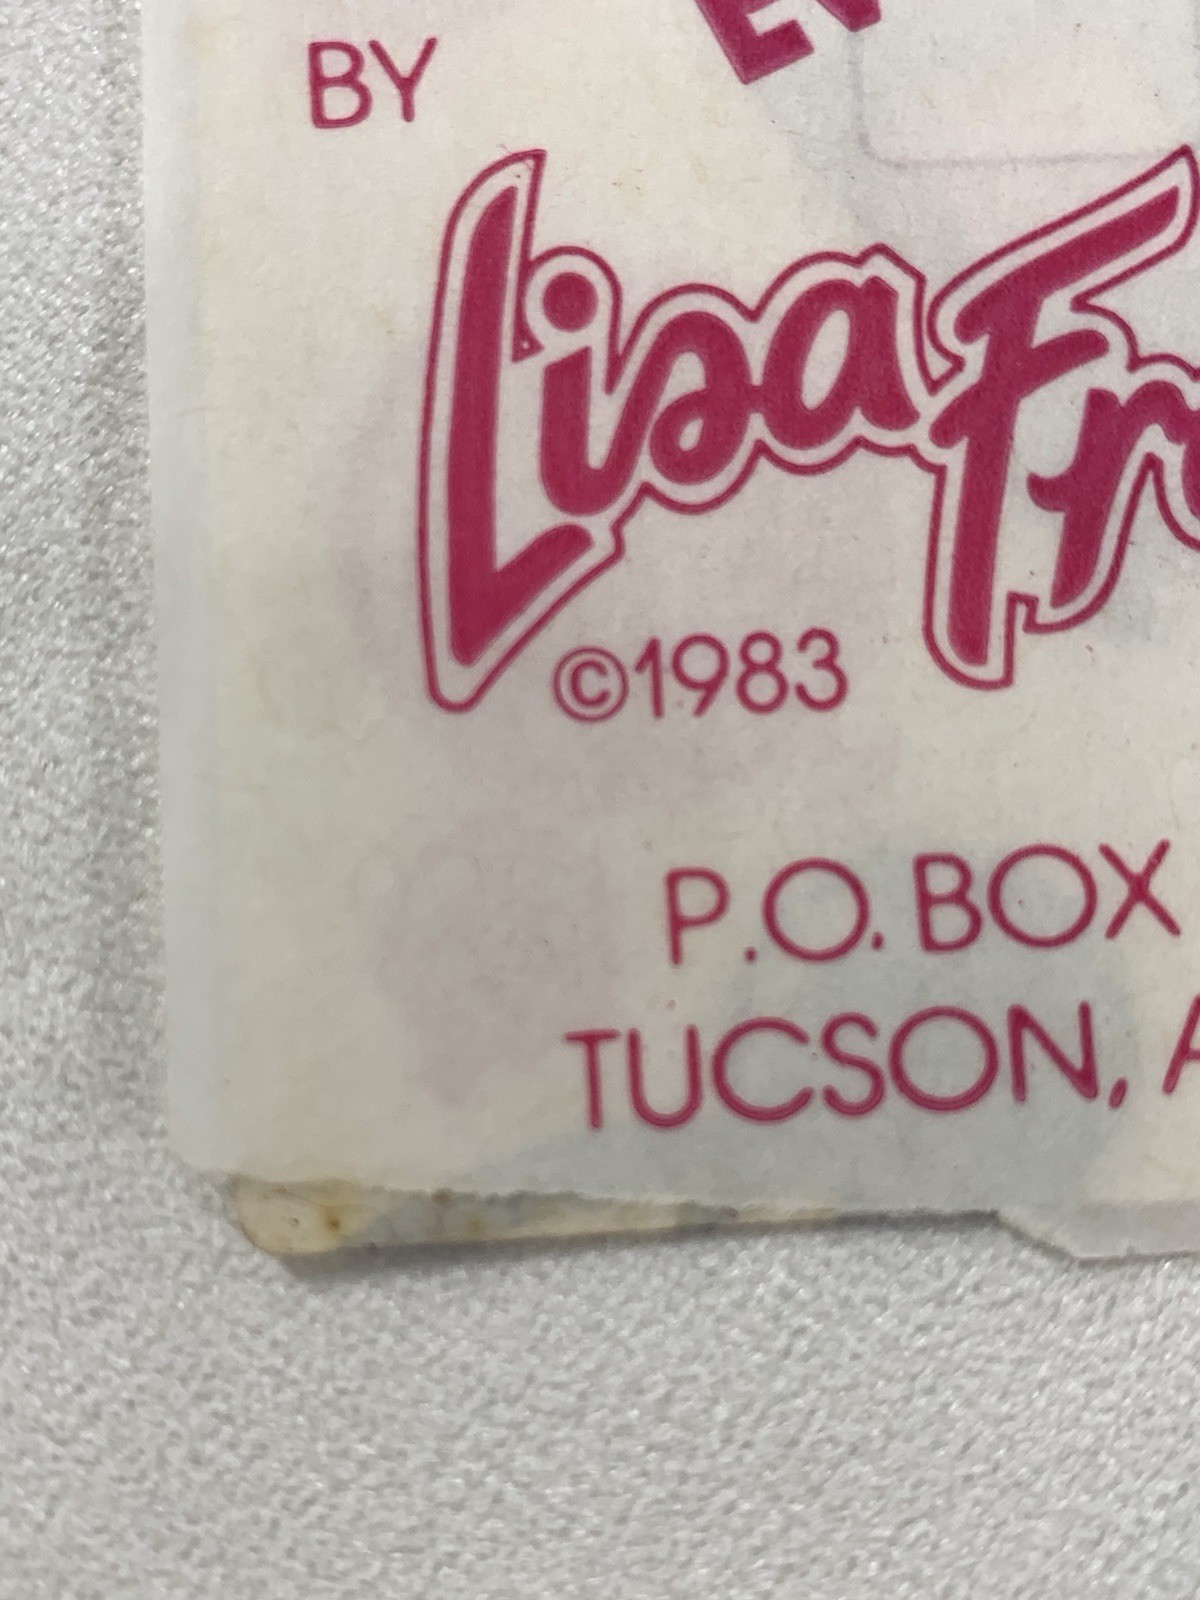 BY
Lisa Fr
©1983
P.O. BOX
TUCSON, A